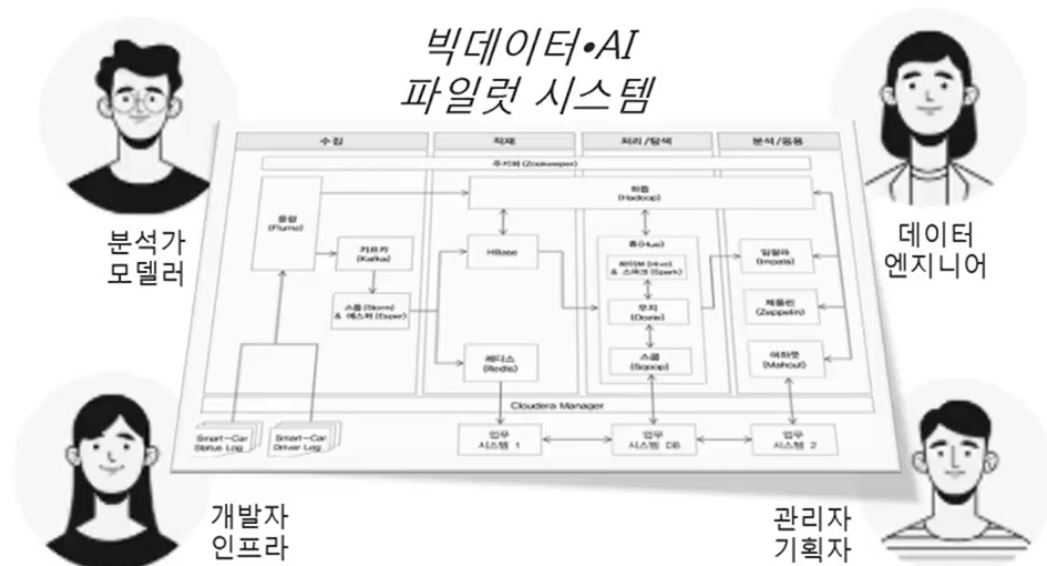 빅데이터•AI
파일럿 시스템
분석가
모델러
데이터
엔지니어
개발자
인프라
관리자
기획자
수집
적재
처리/탐색
분석/응용
주키퍼(Zookeeper)
플럼
(Flume)
카프카
(Kafka)
스톰(Storm)
& 에스퍼(Esper)
하둡
(Hadoop)
HBase
레디스
(Redis)
휴(Hue)
하이브(Hive)
& 스파크(Spark)
우지
(Oozie)
스쿱
(Sqoop)
임팔라
(Impala)
제플린
(Zeppelin)
머하웃
(Mahout)
Cloudera Manager
Smart-Car
Status Log
Smart-Car
Driver Log
업무
시스템 1
업무
시스템 DB
업무
시스템 2